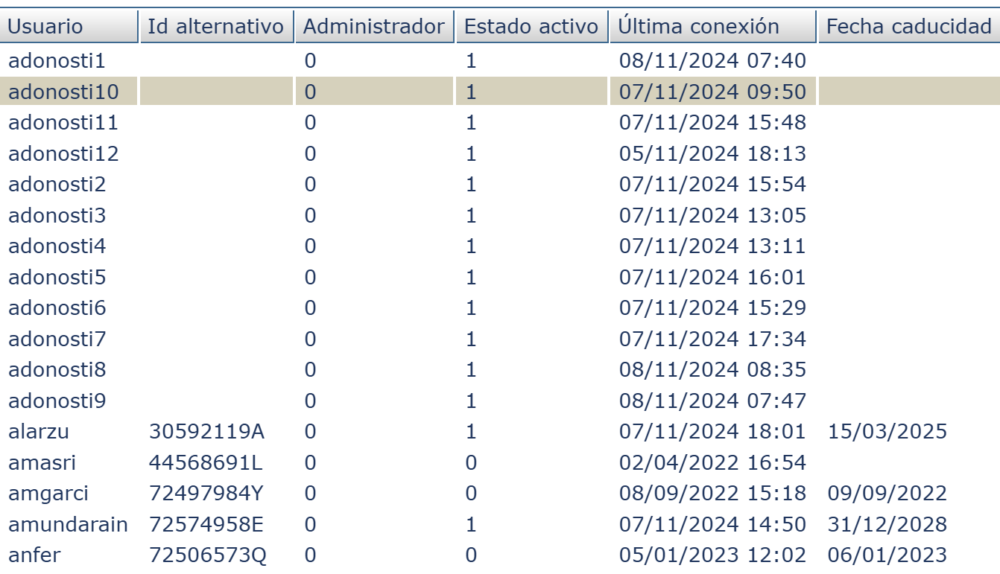 Usuario Id alternativo Administrador Estado activo Última conexión Fecha caducidad
adonosti1 0 1 08/11/2024 07:40
adonosti10 0 1 07/11/2024 09:50
adonosti11 0 1 07/11/2024 15:48
adonosti12 0 1 05/11/2024 18:13
adonosti2 0 1 07/11/2024 15:54
adonosti3 0 1 07/11/2024 13:05
adonosti4 0 1 07/11/2024 13:11
adonosti5 0 1 07/11/2024 16:01
adonosti6 0 1 07/11/2024 15:29
adonosti7 0 1 07/11/2024 17:34
adonosti8 0 1 08/11/2024 08:35
adonosti9 0 1 08/11/2024 07:47
alarzu 30592119A 0 1 07/11/2024 18:01 15/03/2025
amasri 44568691L 0 0 02/04/2022 16:54
amgarci 72497984Y 0 0 08/09/2022 15:18 09/09/2022
amundarain 72574958E 0 1 07/11/2024 14:50 31/12/2028
anfer 72506573Q 0 0 05/01/2023 12:02 06/01/2023